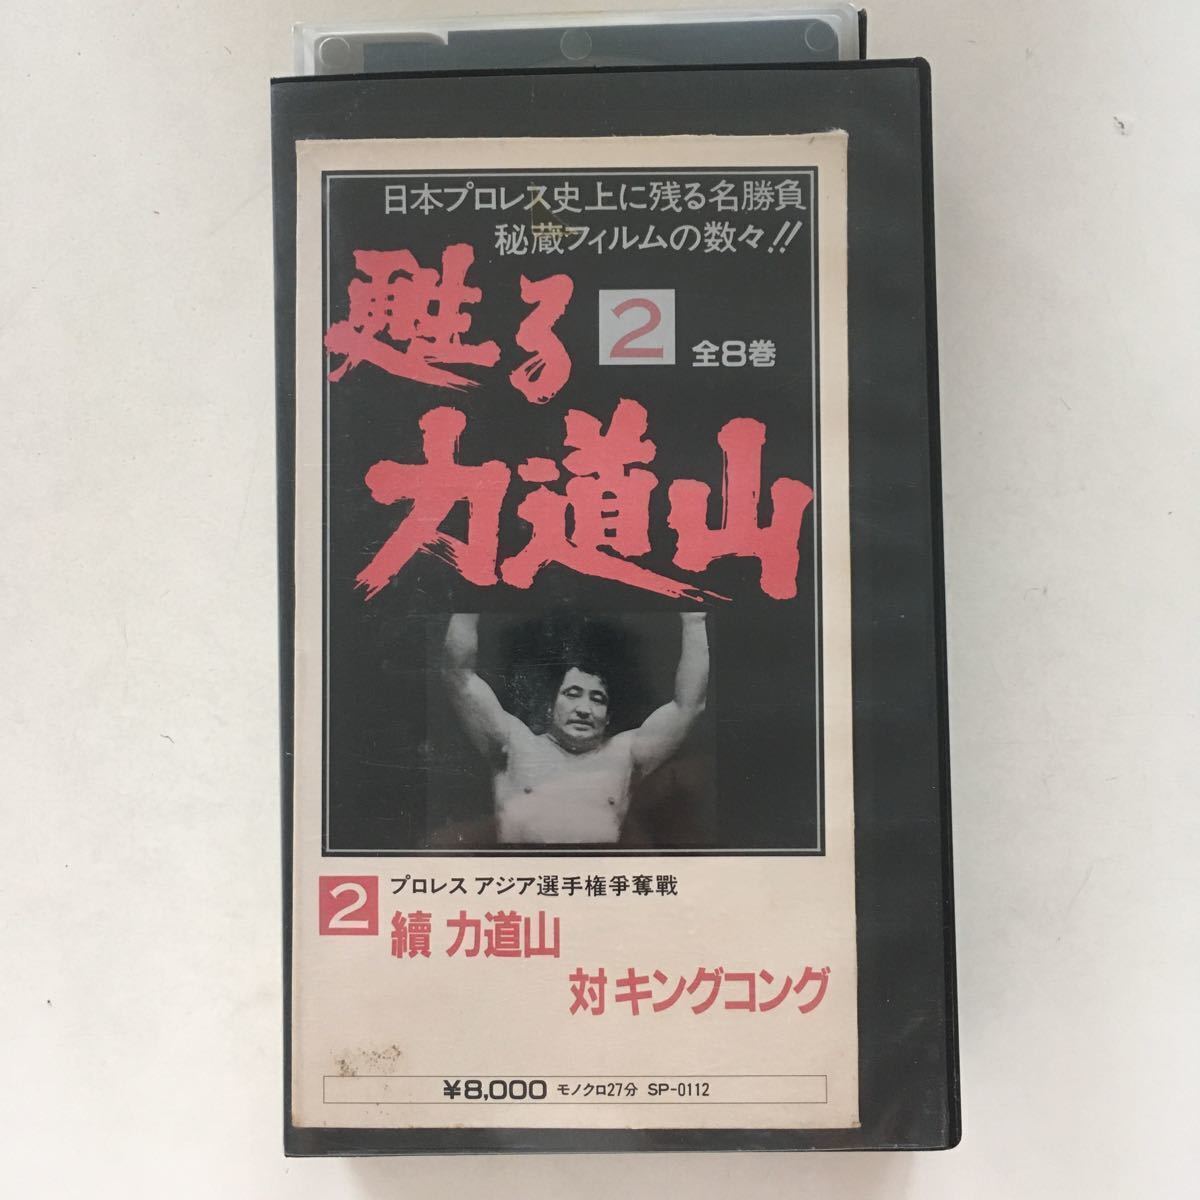 日本プロレス史上に残る名勝負
秘蔵フィルムの数々!!
甦る 2 全8巻
力道山
2 プロレス アジア選手権爭奪戰
續 力道山
対 キングコング
¥8,000 モノクロ27分 SP-0112